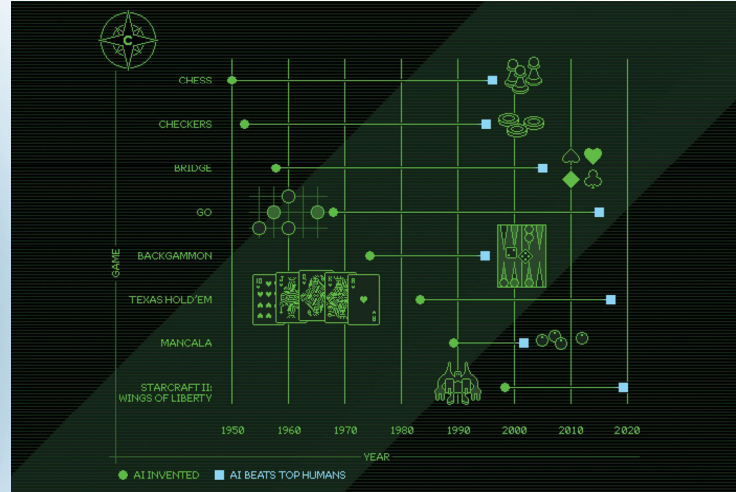 C
CHESS
CHECKERS
BRIDGE
GO
BACKGAMMON
TEXAS HOLD'EM
MANCALA
STARCRAFT II:
WINGS OF LIBERTY
GAME
1950 1960 1970 1980 1990 2000 2010 2020
YEAR
AI INVENTED AI BEATS TOP HUMANS